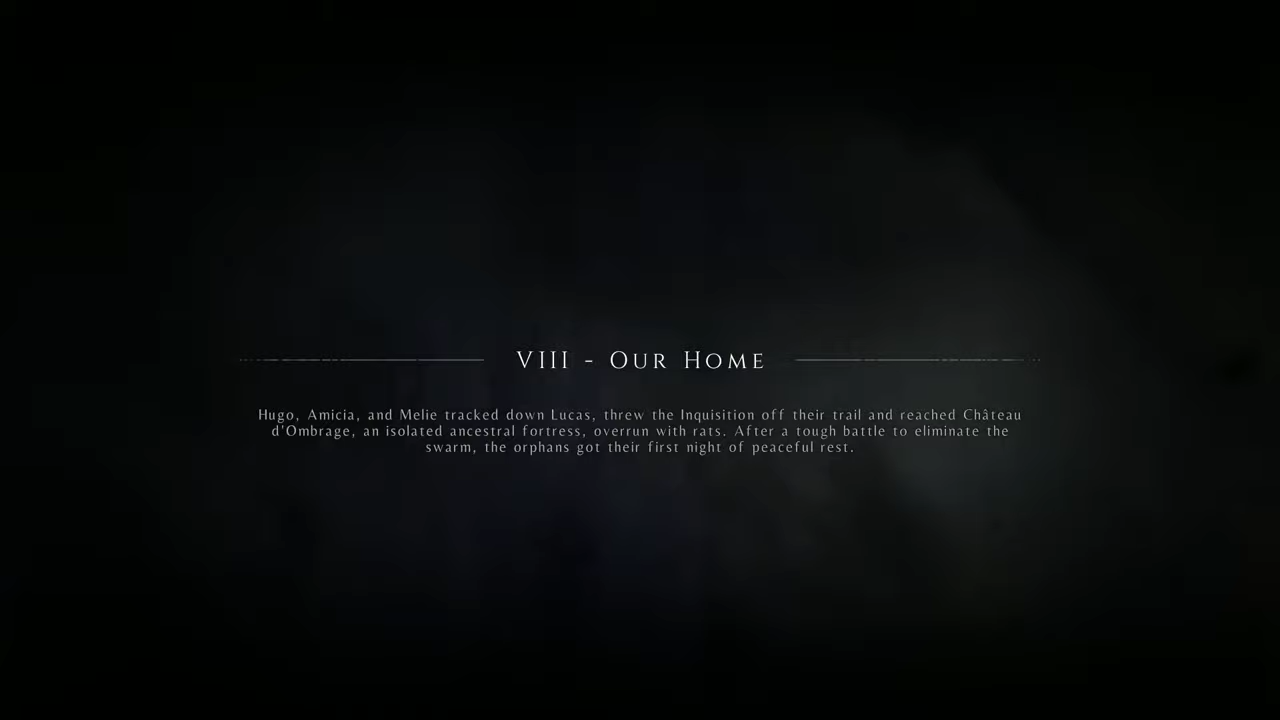 VIII - Our Home
Hugo, Amicia, and Melie tracked down Lucas, threw the Inquisition off their trail and reached Château
d'Ombrage, an isolated ancestral fortress, overrun with rats. After a tough battle to eliminate the
swarm, the orphans got their first night of peaceful rest.